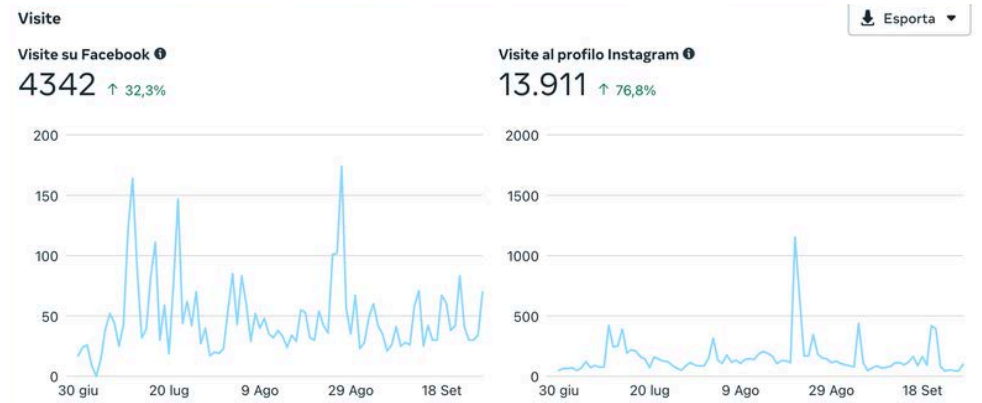 Visite
Esporta
Visite su Facebook
4342 ↑ 32,3%
200
150
100
50
0
30 giu 20 lug 9 Ago 29 Ago 18 Set
Visite al profilo Instagram
13.911 ↑ 76,8%
2000
1500
1000
500
0
30 giu 20 lug 9 Ago 29 Ago 18 Set